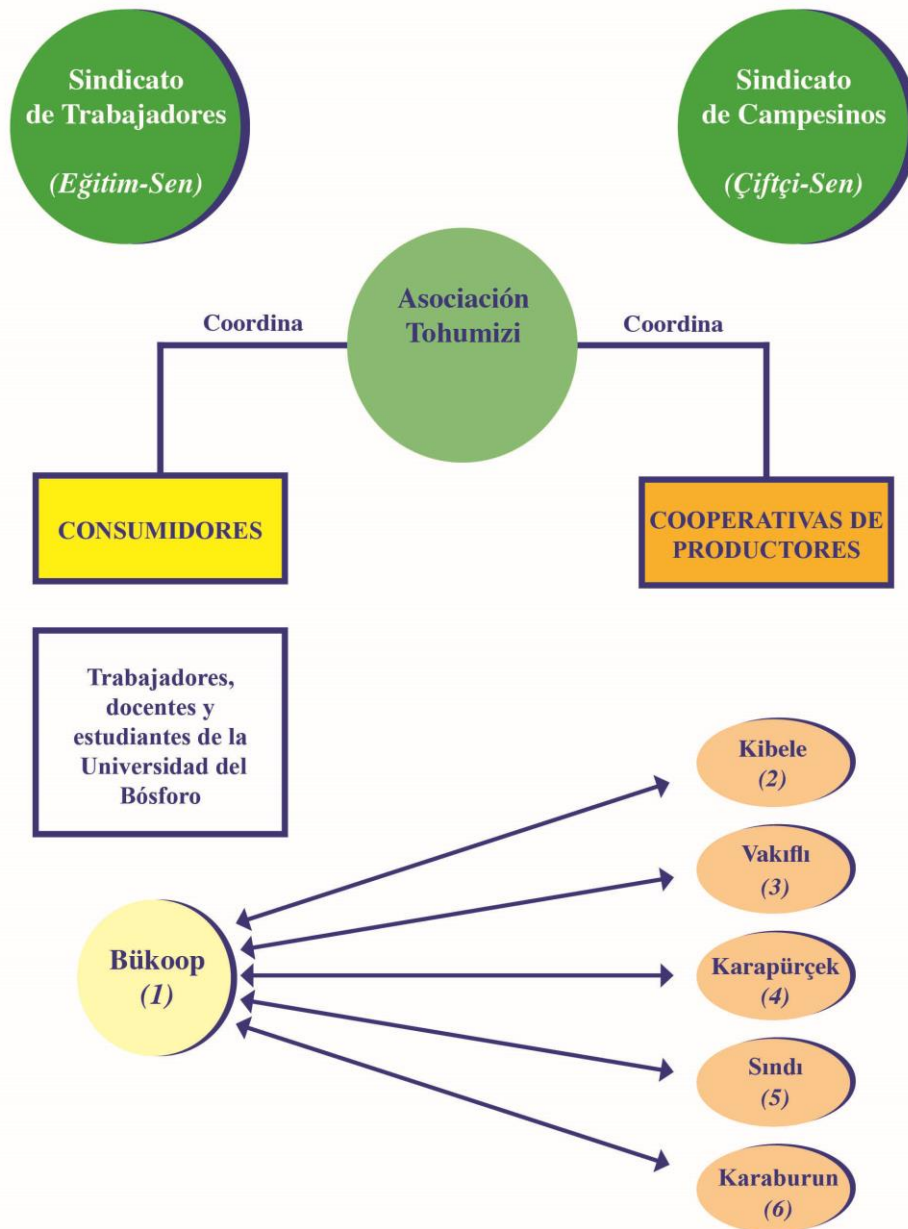 Sindicato
de Trabajadores
(Eğitim-Sen)
Sindicato
de Campesinos
(Çiftçi-Sen)
Asociación
Tohumizi
Coordina
Coordina
CONSUMIDORES
COOPERATIVAS DE
PRODUCTORES
Trabajadores,
docentes y
estudiantes de la
Universidad del
Bósforo
Bükoop
(1)
Kibele
(2)
Vakıflı
(3)
Karapürçek
(4)
Sındı
(5)
Karaburun
(6)